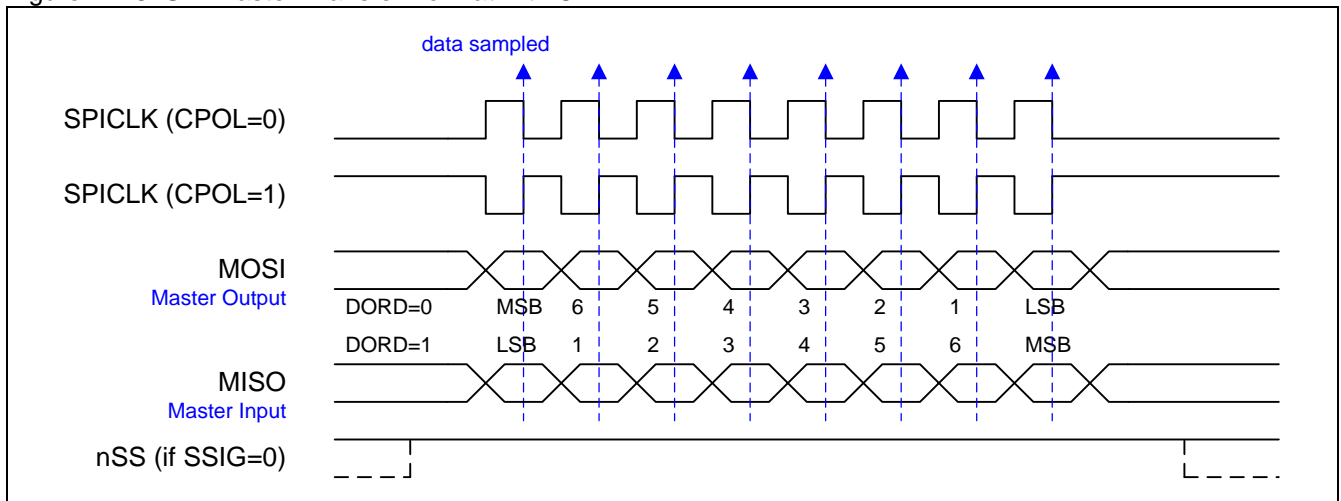 data sampled
SPICLK (CPOL=0)
SPICLK (CPOL=1)
MOSI
Master Output
DORD=0 MSB 6 5 4 3 2 1 LSB
DORD=1 LSB 1 2 3 4 5 6 MSB
MISO
Master Input
nSS (if SSIG=0)